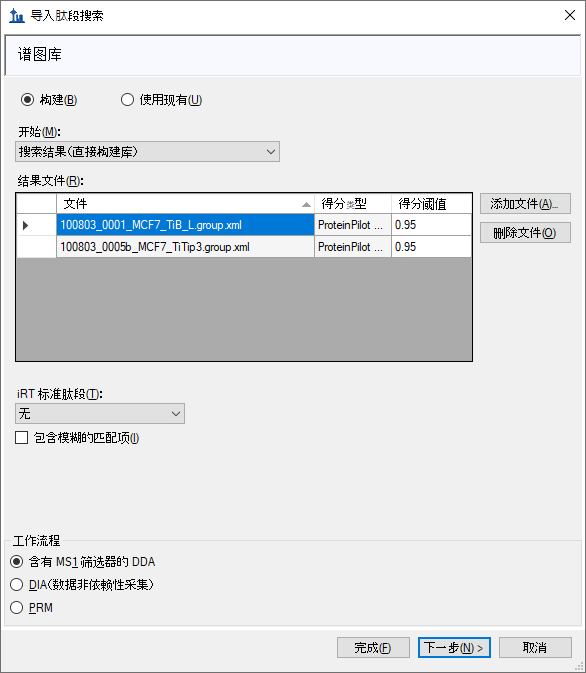 导入肽段搜索
谱图库
构建(B) 使用现有(U)
开始(M):
搜索结果(直接构建库)
结果文件(R):
文件 得分类型 得分阈值
100803_0001_MCF7_TiB_L.group.xml ProteinPilot ... 0.95
100803_0005b_MCF7_TiTip3.group.xml ProteinPilot ... 0.95
添加文件(A)...
删除文件(O)
iRT 标准肽段(T):
无
包含模糊的匹配项(I)
工作流程
含有 MS1 筛选器的 DDA
DIA(数据非依赖性采集)
PRM
完成(F) 下一步(N) > 取消